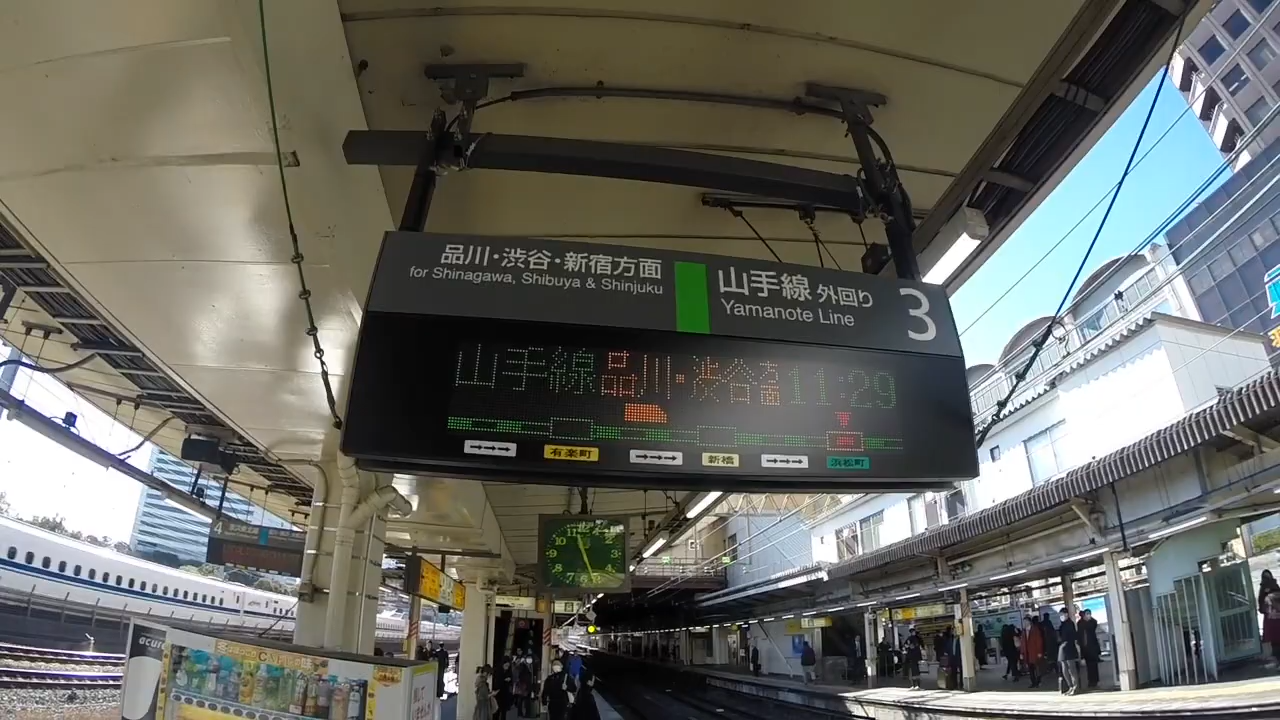 品川・渋谷・新宿方面
for Shinagawa, Shibuya & Shinjuku
山手線 外回り
Yamanote Line
3
山手線 品川・渋谷方面 11:29
有楽町
新橋
浜松町
4
acure